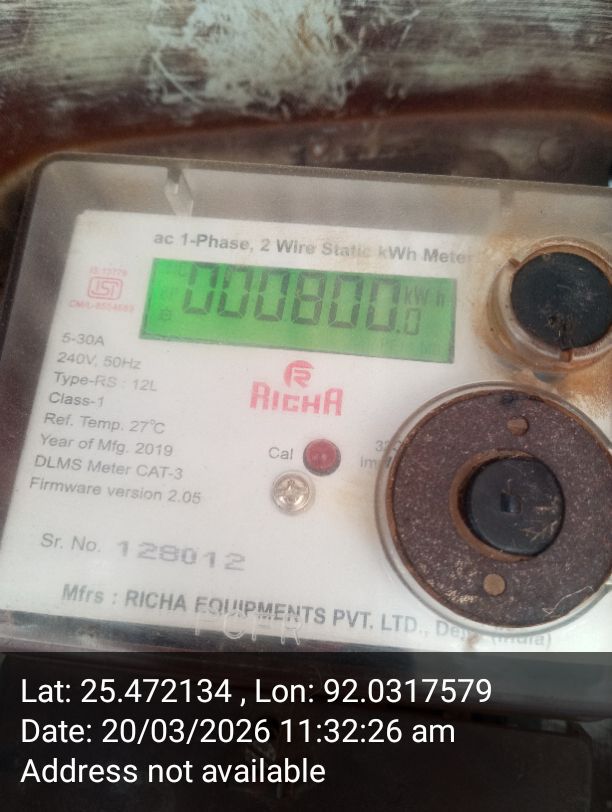 ac 1-Phase, 2 Wire Static kWh Meter
IS 13779
ISI
CM/L-8554669
000800.0 kWh
5-30A
240V, 50Hz
Type-RS : 12L
Class-1
Ref. Temp. 27°C
Year of Mfg. 2019
DLMS Meter CAT-3
Firmware version 2.05
RICHA
Cal
Sr. No. 128012
Mfrs : RICHA EQUIPMENTS PVT. LTD., (India)
Lat: 25.472134 , Lon: 92.0317579
Date: 20/03/2026 11:32:26 am
Address not available